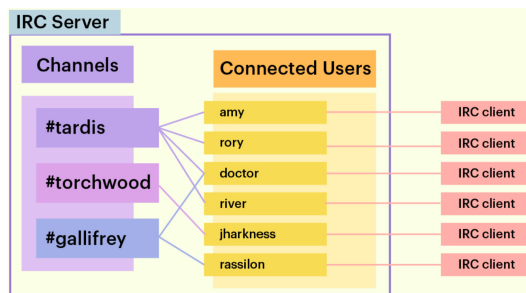 IRC Server
Channels
Connected Users
#tardis
#torchwood
#gallifrey
amy
rory
doctor
river
jharkness
rassilon
IRC client
IRC client
IRC client
IRC client
IRC client
IRC client